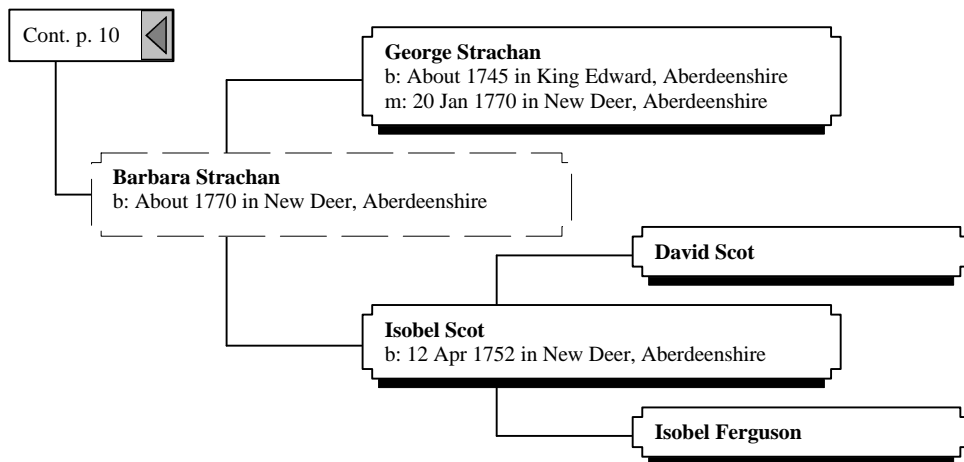 Cont. p. 10
George Strachan
b: About 1745 in King Edward, Aberdeenshire
m: 20 Jan 1770 in New Deer, Aberdeenshire
Barbara Strachan
b: About 1770 in New Deer, Aberdeenshire
David Scot
Isobel Scot
b: 12 Apr 1752 in New Deer, Aberdeenshire
Isobel Ferguson